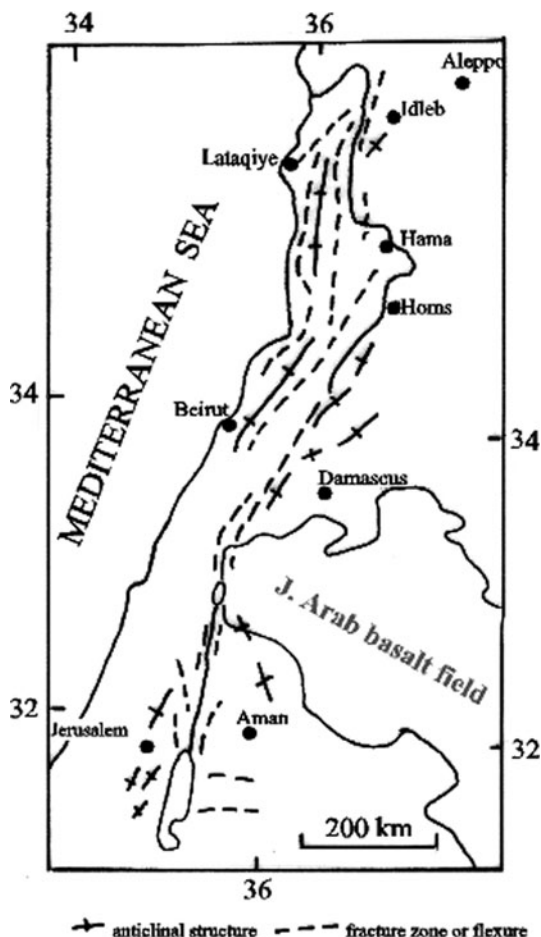 34 36
Aleppo
Idleb
Lataqiye
Hama
Homs
MEDITERRANEAN SEA
34
Beirut
34
Damascus
J. Arab basalt field
32
Jerusalem
Aman
32
200 km
36
anticlinal structure fracture zone or flexure